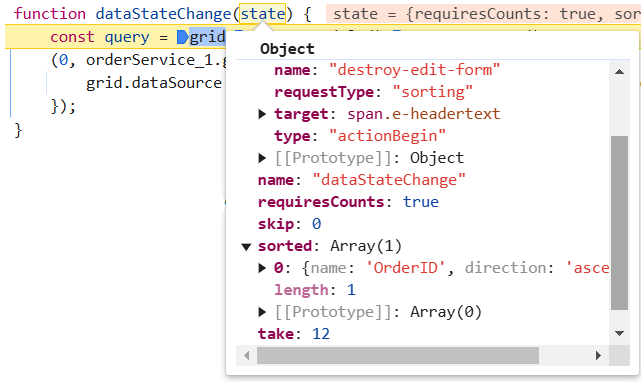 function dataStateChange(state) { state = {requiresCounts: true, sor
const query = grid
(0, orderService_1.g
grid.dataSource
});
}
Object
name: "destroy-edit-form"
requestType: "sorting"
target: span.e-headertext
type: "actionBegin"
[[Prototype]]: Object
name: "dataStateChange"
requiresCounts: true
skip: 0
sorted: Array(1)
0: {name: 'OrderID', direction: 'asce
length: 1
[[Prototype]]: Array(0)
take: 12